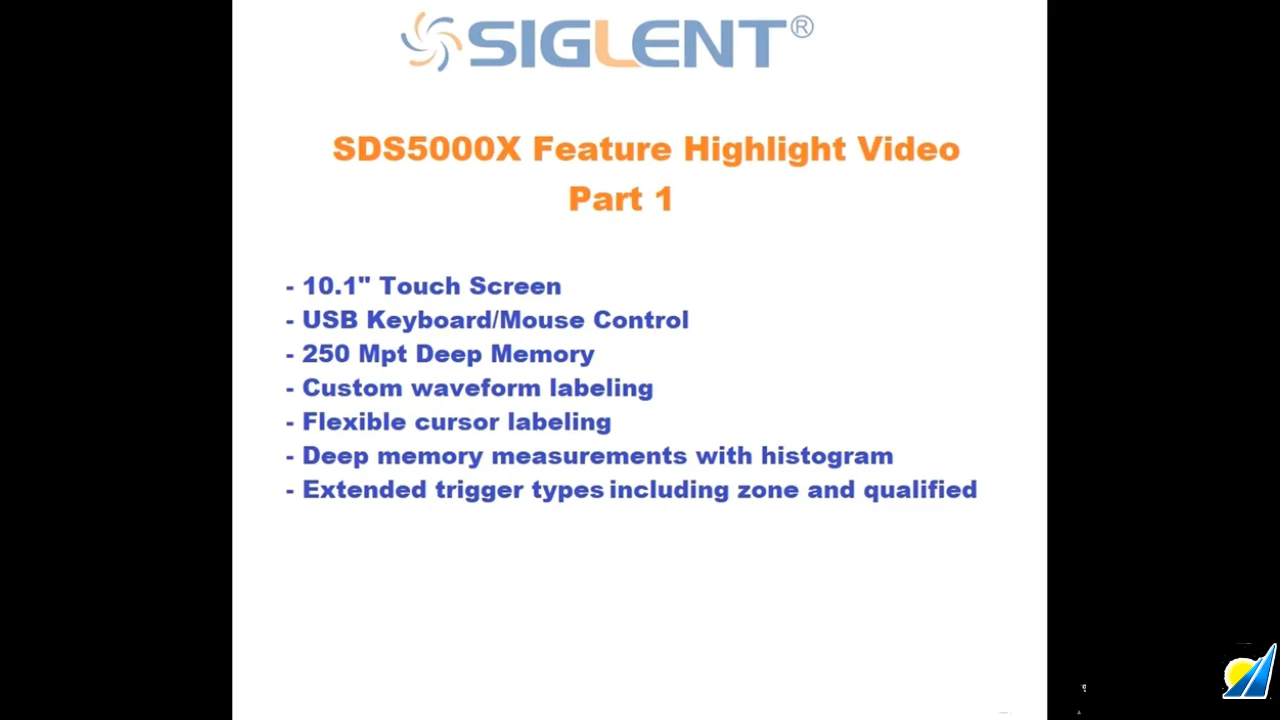 SIGLENT®
SDS5000X Feature Highlight Video
Part 1
- 10.1" Touch Screen
- USB Keyboard/Mouse Control
- 250 Mpt Deep Memory
- Custom waveform labeling
- Flexible cursor labeling
- Deep memory measurements with histogram
- Extended trigger types including zone and qualified